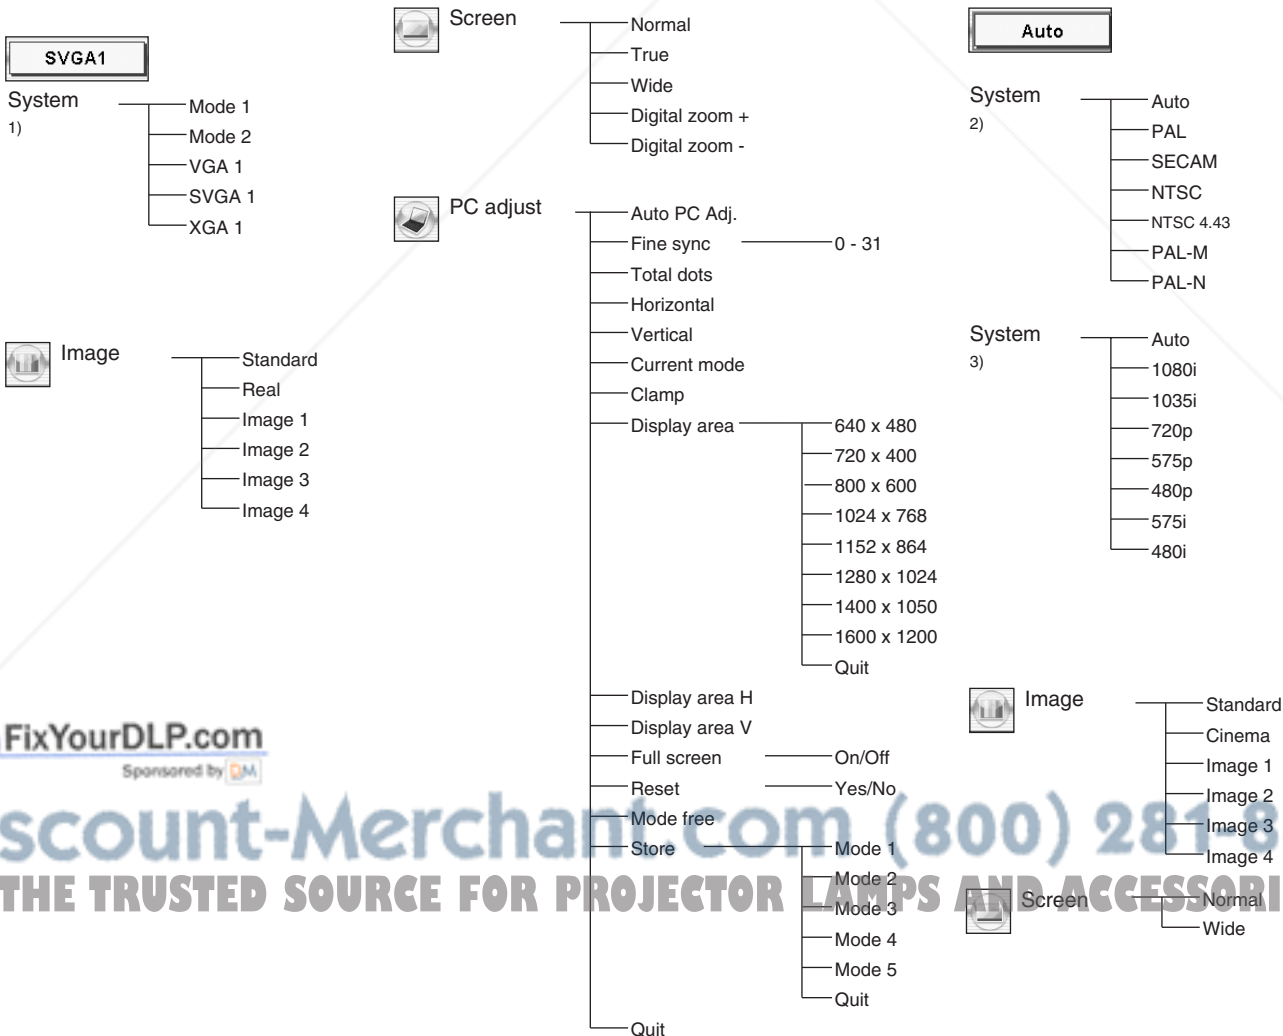 SVGA1
System
1)
Mode 1
Mode 2
VGA 1
SVGA 1
XGA 1
Image
Standard
Real
Image 1
Image 2
Image 3
Image 4
Screen
Normal
True
Wide
Digital zoom +
Digital zoom -
PC adjust
Auto PC Adj.
Fine sync
0 - 31
Total dots
Horizontal
Vertical
Current mode
Clamp
Display area
640 x 480
720 x 400
800 x 600
1024 x 768
1152 x 864
1280 x 1024
1400 x 1050
1600 x 1200
Quit
Display area H
Display area V
Full screen
On/Off
Reset
Yes/No
Mode free
Store
Mode 1
Mode 2
Mode 3
Mode 4
Mode 5
Quit
Quit
Auto
System
2)
Auto
PAL
SECAM
NTSC
NTSC 4.43
PAL-M
PAL-N
System
3)
Auto
1080i
1035i
720p
575p
480p
575i
480i
Image
Standard
Cinema
Image 1
Image 2
Image 3
Image 4
Screen
Normal
Wide
FixYourDLP.com
Sponsored by DM
scount-Merchant.com (800) 281-8
THE TRUSTED SOURCE FOR PROJECTOR LAMPS AND ACCESSORI